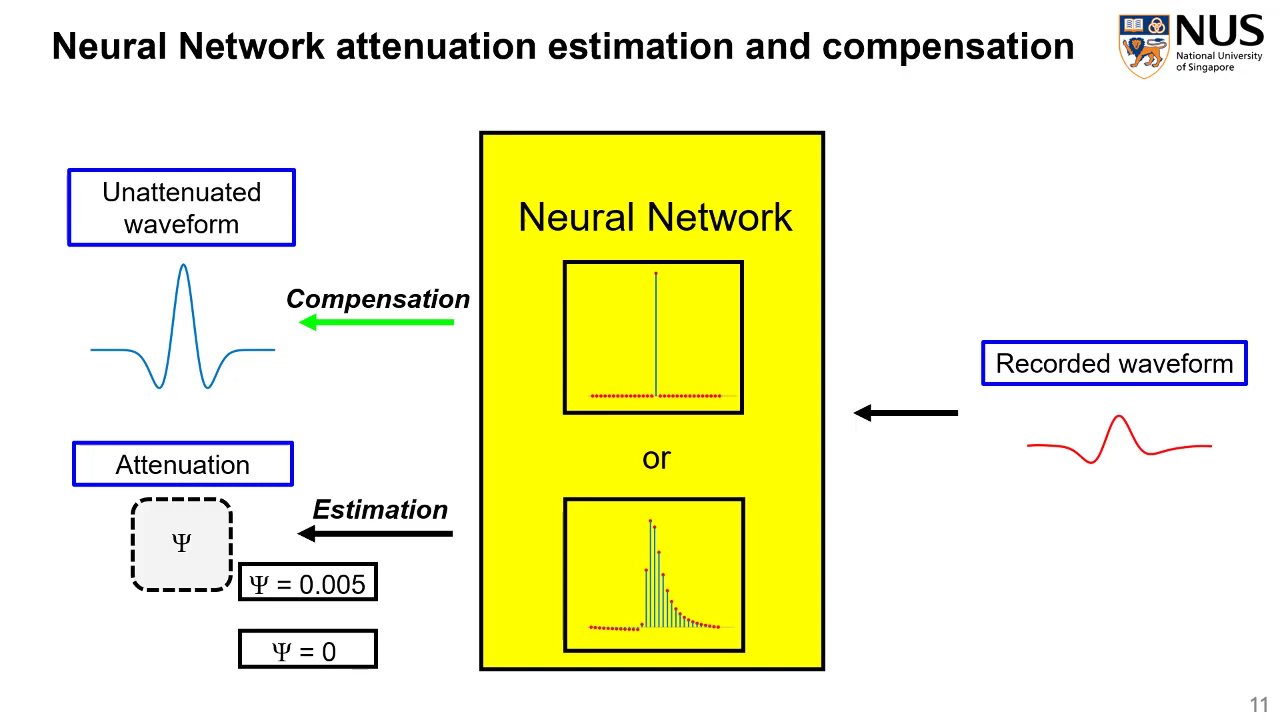 Neural Network attenuation estimation and compensation
NUS
National University
of Singapore
Unattenuated
waveform
Neural Network
Compensation
Recorded waveform
or
Attenuation
Estimation
Ψ
Ψ = 0.005
Ψ = 0
11